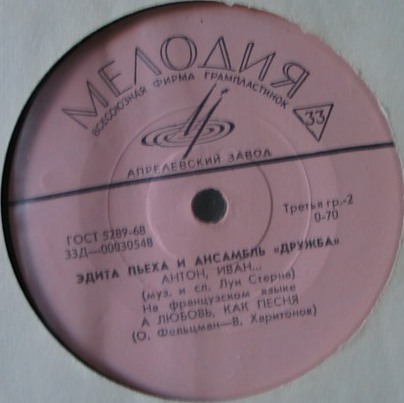 МЕЛОДИЯ
ВСЕСОЮЗНАЯ ФИРМА ГРАМПЛАСТИНОК
33
АПРЕЛЕВСКИЙ ЗАВОД
ГОСТ 5289-68
33Д—00030548
Третья гр.-2
0-70
ЭДИТА ПЬЕХА И АНСАМБЛЬ «ДРУЖБА»
АНТОН, ИВАН...
(муз. и сл. Луи Стерна)
На французском языке
А ЛЮБОВЬ, КАК ПЕСНЯ
(О. Фельцман—В. Харитонов)